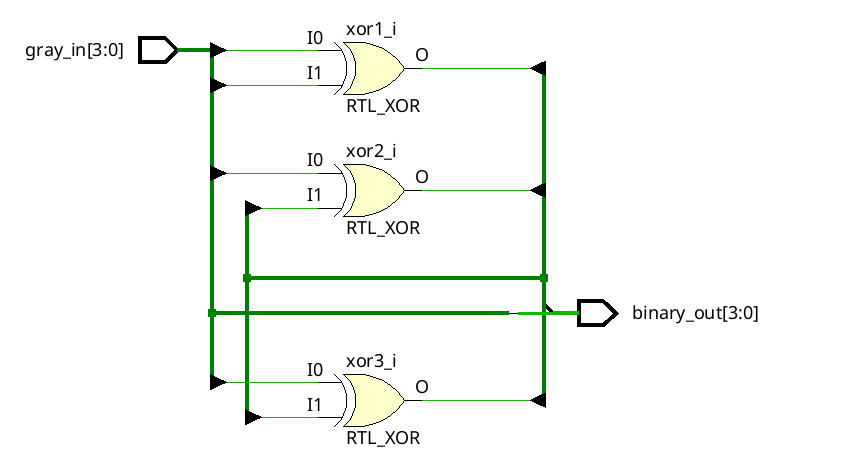 gray_in[3:0]
xor1_i
I0
I1
O
RTL_XOR
xor2_i
I0
I1
O
RTL_XOR
binary_out[3:0]
xor3_i
I0
I1
O
RTL_XOR